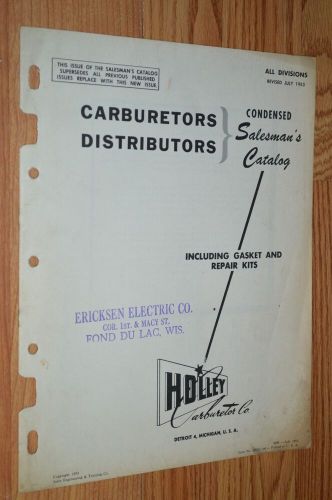 THIS ISSUE OF THE SALESMAN'S CATALOG
SUPERSEDES ALL PREVIOUS PUBLISHED
ISSUES REPLACE WITH THIS NEW ISSUE
ALL DIVISIONS
REVISED JULY 1953
CARBURETORS
DISTRIBUTORS
CONDENSED
Salesman's
Catalog
INCLUDING GASKET AND
REPAIR KITS
ERICKSEN ELECTRIC CO.
COR. 1ST. & MACY ST.
FOND DU LAC, WIS.
HOLLEY
Carburetor Co.
DETROIT 4, MICHIGAN, U. S. A.
Copyright 1953